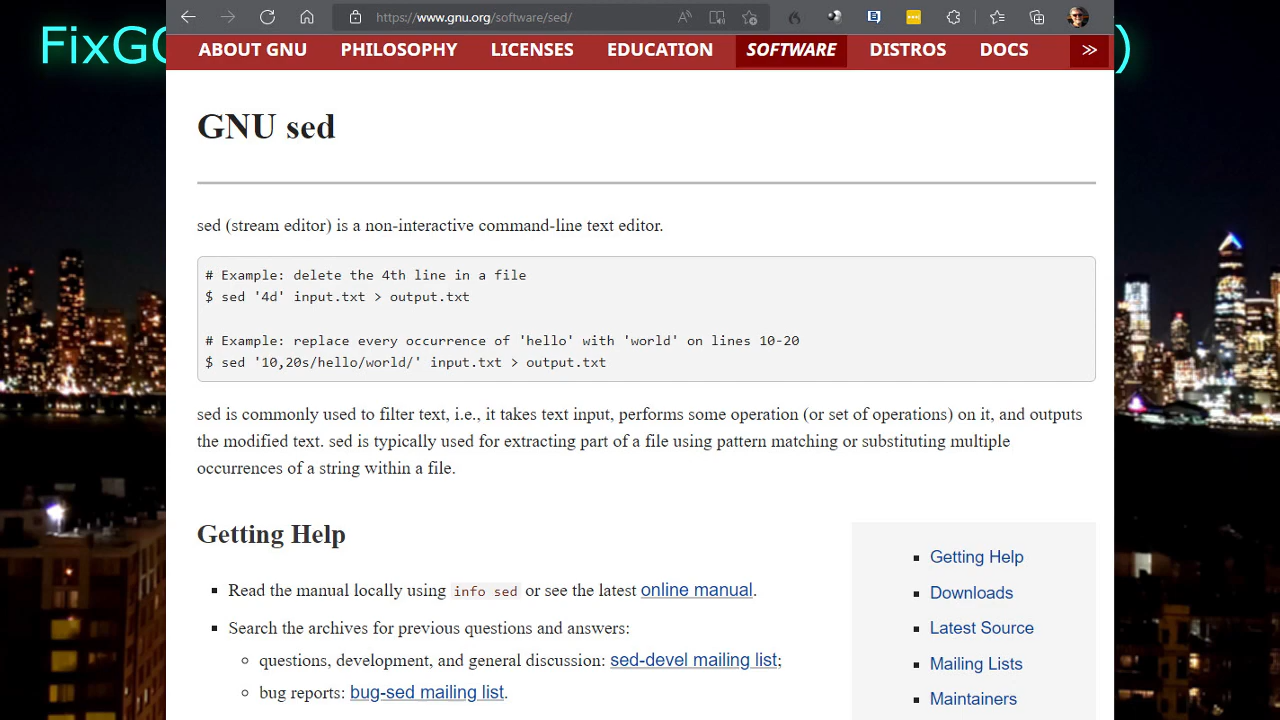 FixGC
)
https://www.gnu.org/software/sed/
ABOUT GNU PHILOSOPHY LICENSES EDUCATION SOFTWARE DISTROS DOCS ≫
GNU sed
sed (stream editor) is a non-interactive command-line text editor.
# Example: delete the 4th line in a file
$ sed '4d' input.txt > output.txt
# Example: replace every occurrence of 'hello' with 'world' on lines 10-20
$ sed '10,20s/hello/world/' input.txt > output.txt
sed is commonly used to filter text, i.e., it takes text input, performs some operation (or set of operations) on it, and outputs
the modified text. sed is typically used for extracting part of a file using pattern matching or substituting multiple
occurrences of a string within a file.
Getting Help
▪ Read the manual locally using info sed or see the latest online manual.
▪ Search the archives for previous questions and answers:
◦ questions, development, and general discussion: sed-devel mailing list;
◦ bug reports: bug-sed mailing list.
▪ Getting Help
▪ Downloads
▪ Latest Source
▪ Mailing Lists
▪ Maintainers